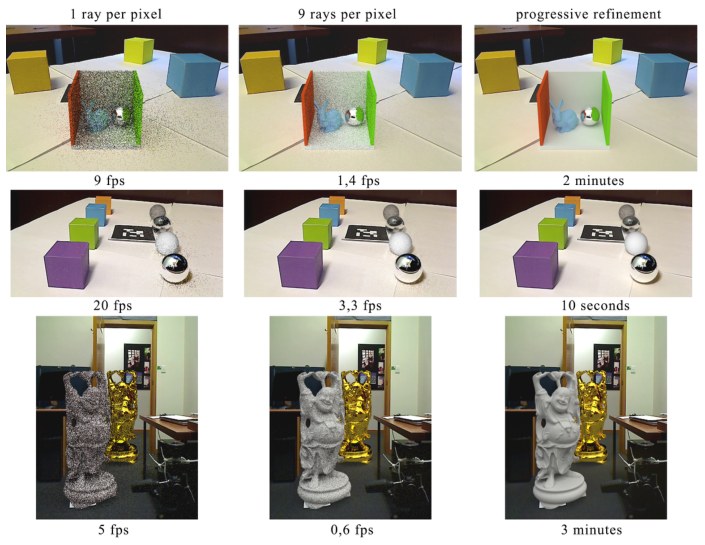 1 ray per pixel
9 rays per pixel
progressive refinement
9 fps
1,4 fps
2 minutes
20 fps
3,3 fps
10 seconds
5 fps
0,6 fps
3 minutes